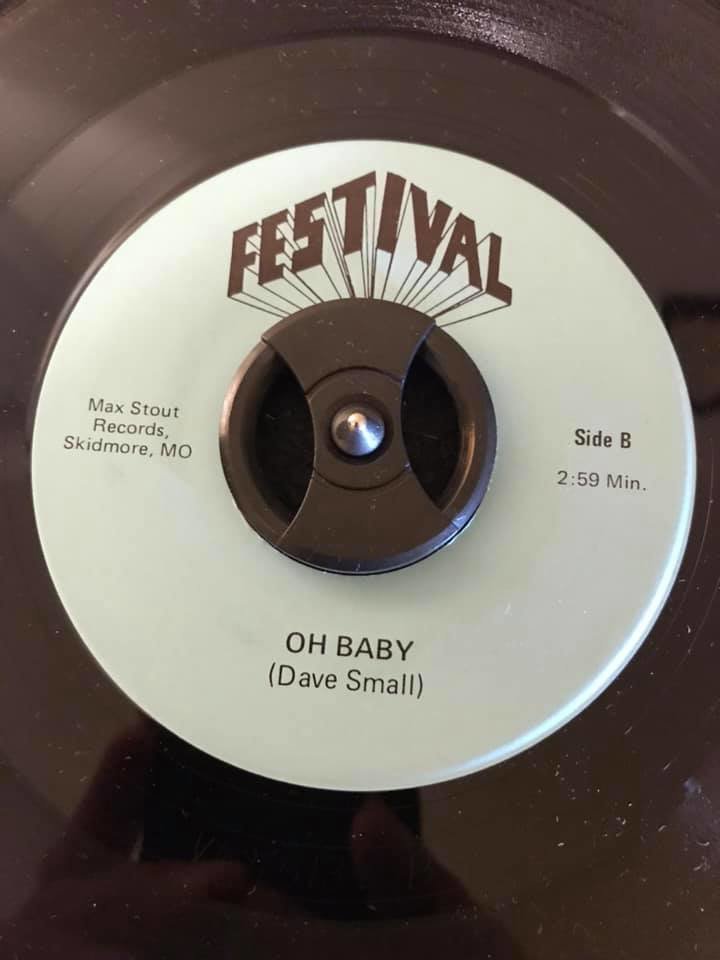 FESTIVAL
Max Stout
Records,
Skidmore, MO
Side B
2:59 Min.
OH BABY
(Dave Small)